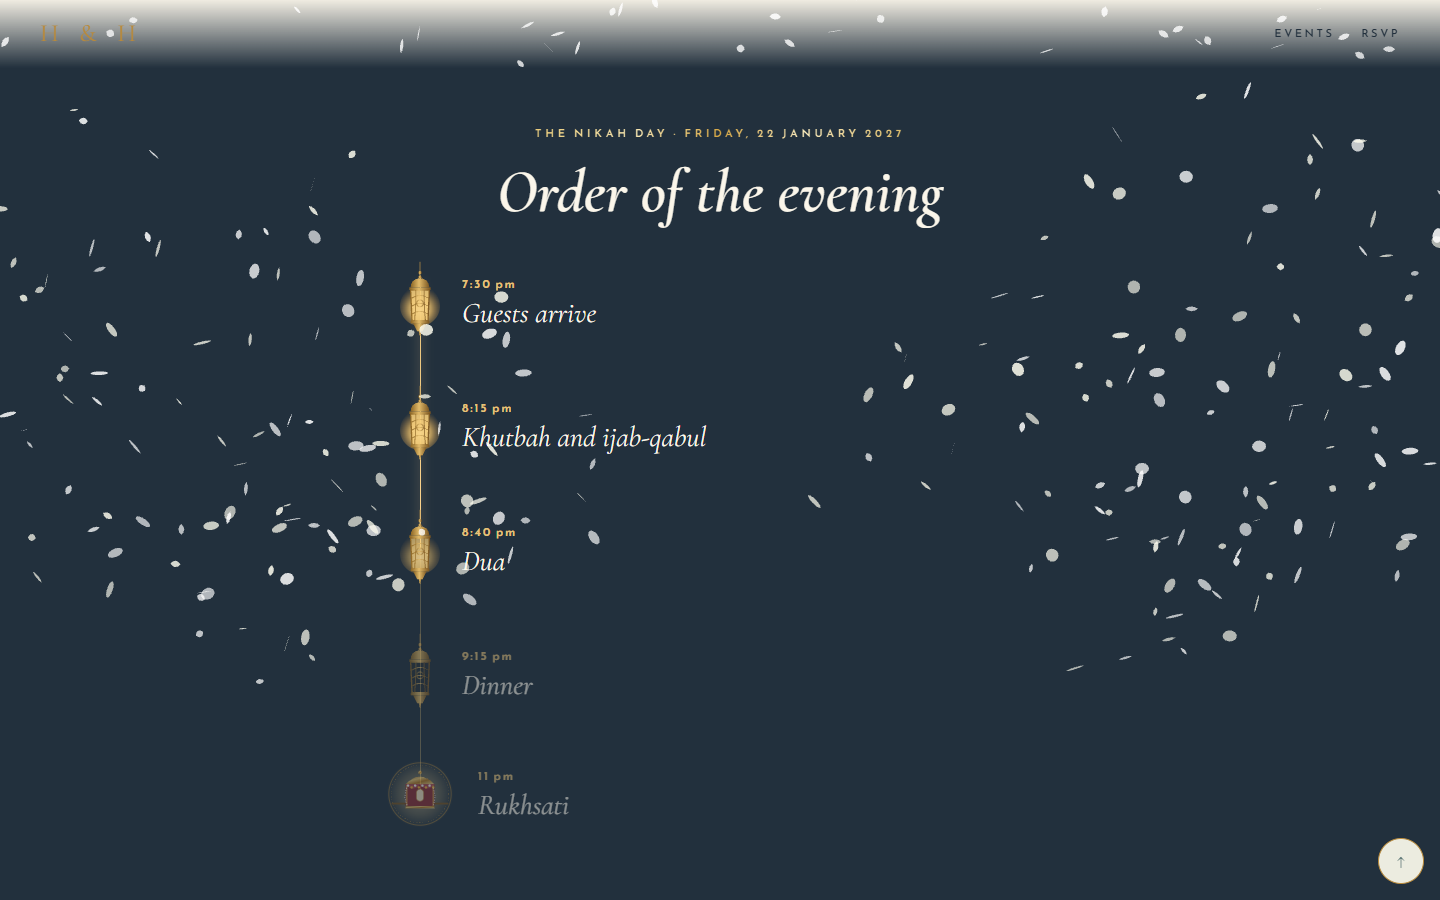 H & H
EVENTS
RSVP
THE NIKAH DAY · FRIDAY, 22 JANUARY 2027
Order of the evening
7:30 pm
Guests arrive
8:15 pm
Khutbah and ijab-qabul
8:40 pm
Dua
9:15 pm
Dinner
11 pm
Rukhsati
↑